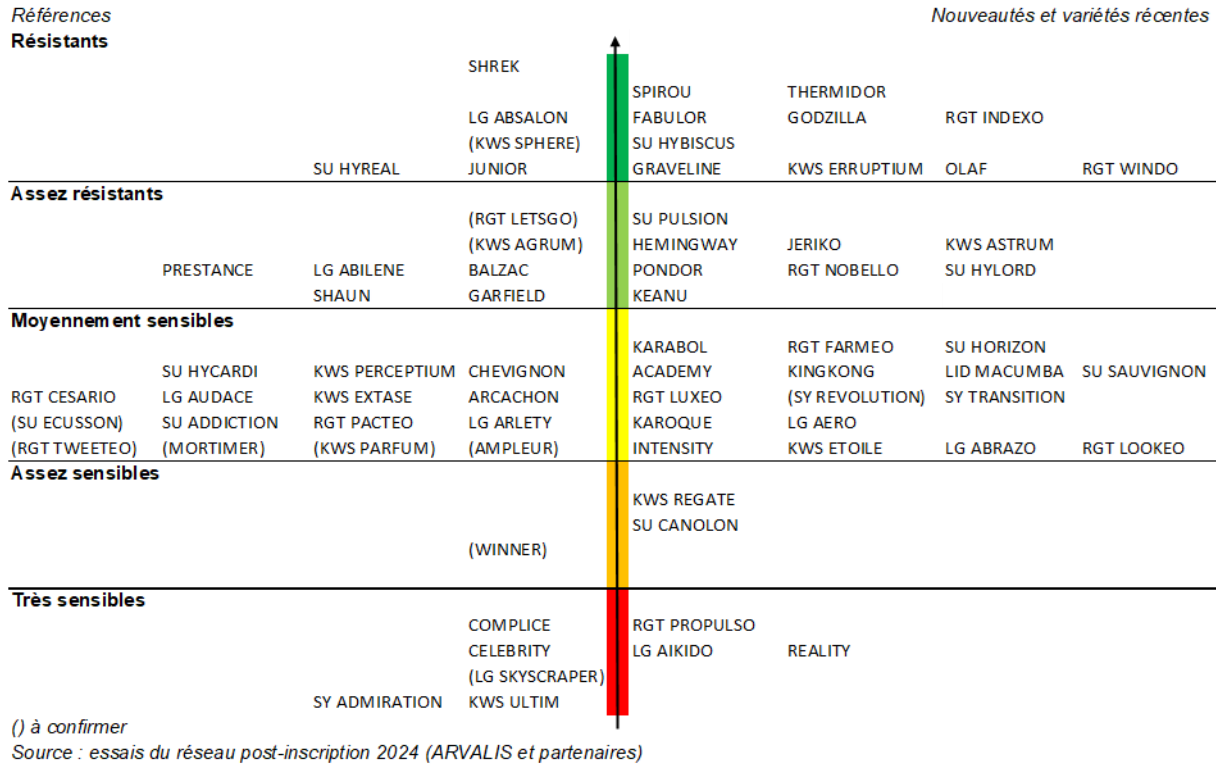 Références Nouveautés et variétés récentes
Résistants
SHREK
SPIROU THERMIDOR
LG ABSALON FABULOR GODZILLA RGT INDEXO
(KWS SPHERE) SU HYBISCUS
SU HYREAL JUNIOR GRAVELINE KWS ERRUPTIUM OLAF RGT WINDO
Assez résistants
(RGT LETSGO) SU PULSION
(KWS AGRUM) HEMINGWAY JERIKO KWS ASTRUM
PRESTANCE LG ABILENE BALZAC PONDOR RGT NOBELLO SU HYLORD
SHAUN GARFIELD KEANU
Moyennement sensibles
KARABOL RGT FARMEO SU HORIZON
SU HYCARDI KWS PERCEPTIUM CHEVIGNON ACADEMY KINGKONG LID MACUMBA SU SAUVIGNON
RGT CESARIO LG AUDACE KWS EXTASE ARCACHON RGT LUXEO (SY REVOLUTION) SY TRANSITION
(SU ECUSSON) SU ADDICTION RGT PACTEO LG ARLETY KAROQUE LG AERO
(RGT TWEETEO) (MORTIMER) (KWS PARFUM) (AMPLEUR) INTENSITY KWS ETOILE LG ABRAZO RGT LOOKEO
Assez sensibles
KWS REGATE
SU CANOLON
(WINNER)
Très sensibles
COMPLICE RGT PROPULSO
CELEBRITY LG AIKIDO REALITY
(LG SKYSCRAPER)
SY ADMIRATION KWS ULTIM
() à confirmer
Source : essais du réseau post-inscription 2024 (ARVALIS et partenaires)